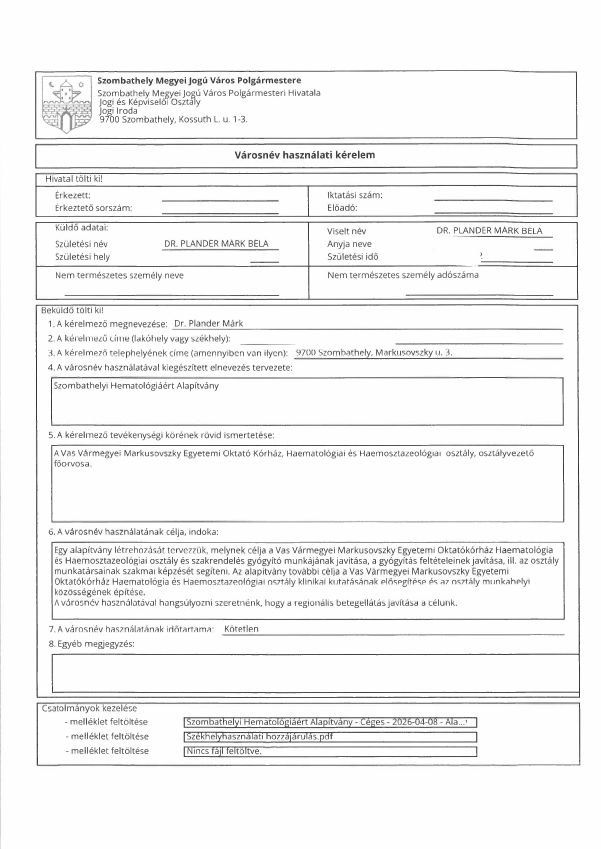 Szombathely Megyei Jogú Város Polgármestere
Szombathely Megyei Jogú Város Polgármesteri Hivatala
Jogi és Képviselői Osztály
Jogi Iroda
9700 Szombathely, Kossuth L. u. 1-3.
Városnév használati kérelem
Hivatal tölti ki!
Érkezett:
Érkeztető sorszám:
Iktatási szám:
Előadó:
Küldő adatai:
Születési név DR. PLANDER MÁRK BÉLA
Születési hely
Viselt név DR. PLANDER MÁRK BÉLA
Anyja neve
Születési idő
Nem természetes személy neve
Nem természetes személy adószáma
Beküldő tölti ki!
1. A kérelmező megnevezése: Dr. Plander Márk
2. A kérelmező címe (lakóhely vagy székhely):
3. A kérelmező telephelyének címe (amennyiben van ilyen): 9700 Szombathely, Markusovszky u. 3.
4. A városnév használatával kiegészített elnevezés tervezete:
Szombathelyi Hematológiáért Alapítvány
5. A kérelmező tevékenységi körének rövid ismertetése:
A Vas Vármegyei Markusovszky Egyetemi Oktató Kórház, Haematológiai és Haemosztazeológiai osztály, osztályvezető
főorvosa.
6. A városnév használatának célja, indoka:
Egy alapítvány létrehozását tervezzük, melynek célja a Vas Vármegyei Markusovszky Egyetemi Oktatókórház Haematológia
és Haemosztazeológiai osztály és szakrendelés gyógyító munkájának javítása, a gyógyítás feltételeinek javítása, ill. az osztály
munkatársainak szakmai képzését segíteni. Az alapítvány további célja a Vas Vármegyei Markusovszky Egyetemi
Oktatókórház Haematológia és Haemosztazeológiai osztály klinikai kutatásának elősegítése és az osztály munkahelyi
közösségének építése.
A városnév használatával hangsúlyozni szeretnénk, hogy a regionális betegellátás javítása a célunk.
7. A városnév használatának időtartama: Kötetlen
8. Egyéb megjegyzés:
Csatolmányok kezelése
- melléklet feltöltése Szombathelyi Hematológiáért Alapítvány - Céges - 2026-04-08 - Ala...
- melléklet feltöltése Székhelyhasználati hozzájárulás.pdf
- melléklet feltöltése Nincs fájl feltöltve.